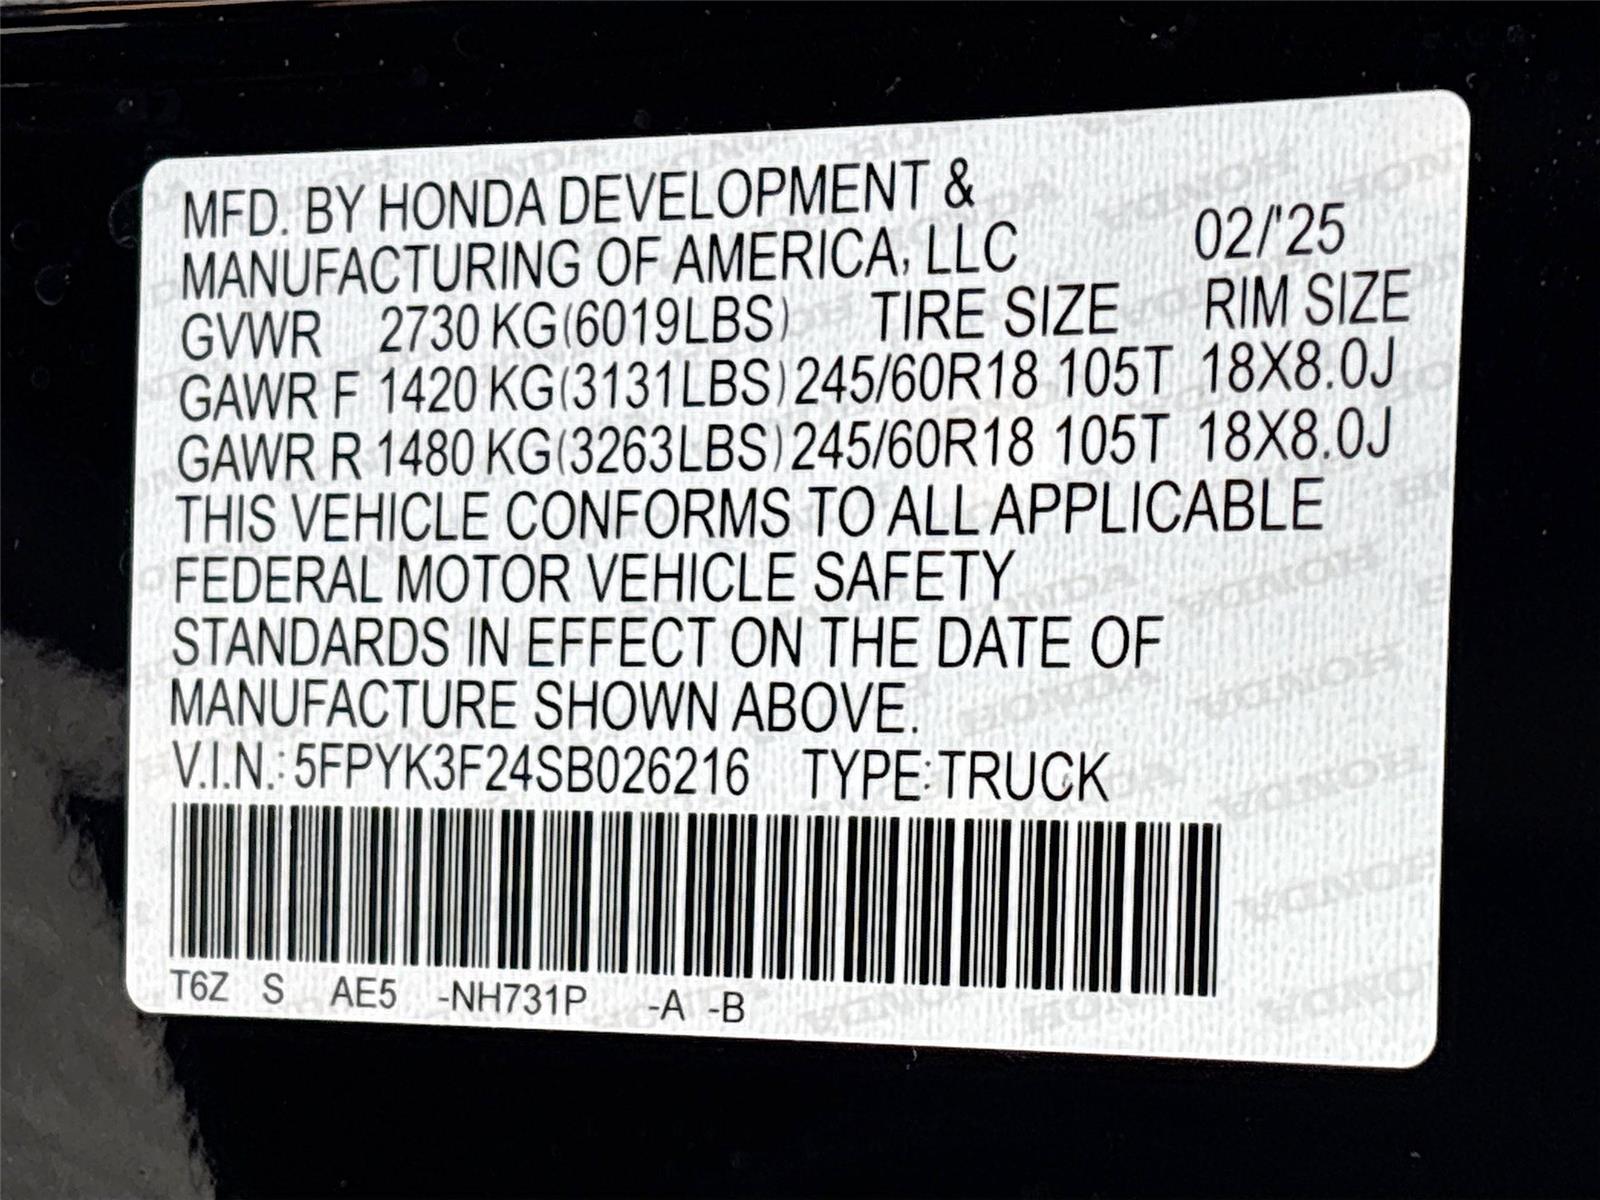 MFD. BY HONDA DEVELOPMENT &
MANUFACTURING OF AMERICA, LLC 02/'25
GVWR 2730 KG(6019LBS) TIRE SIZE RIM SIZE
GAWR F 1420 KG(3131LBS) 245/60R18 105T 18X8.0J
GAWR R 1480 KG(3263LBS) 245/60R18 105T 18X8.0J
THIS VEHICLE CONFORMS TO ALL APPLICABLE
FEDERAL MOTOR VEHICLE SAFETY
STANDARDS IN EFFECT ON THE DATE OF
MANUFACTURE SHOWN ABOVE.
V.I.N.: 5FPYK3F24SB026216 TYPE:TRUCK
T6Z S AE5 -NH731P -A -B